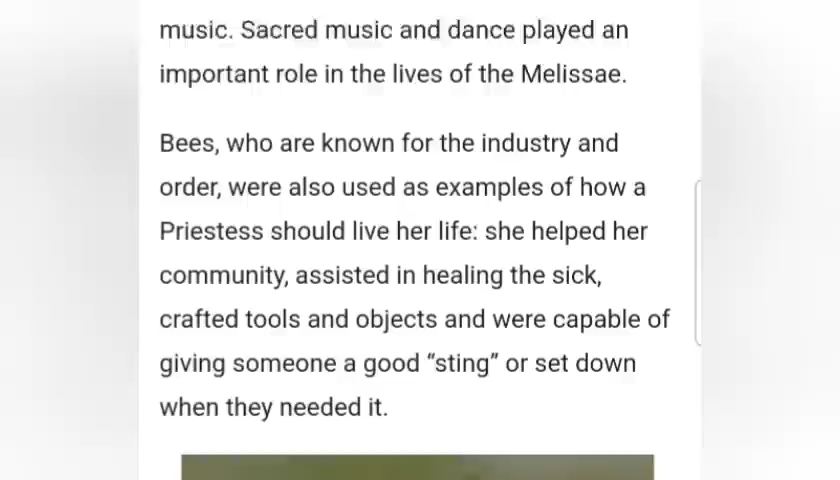 music. Sacred music and dance played an
important role in the lives of the Melissae.
Bees, who are known for the industry and
order, were also used as examples of how a
Priestess should live her life: she helped her
community, assisted in healing the sick,
crafted tools and objects and were capable of
giving someone a good “sting” or set down
when they needed it.